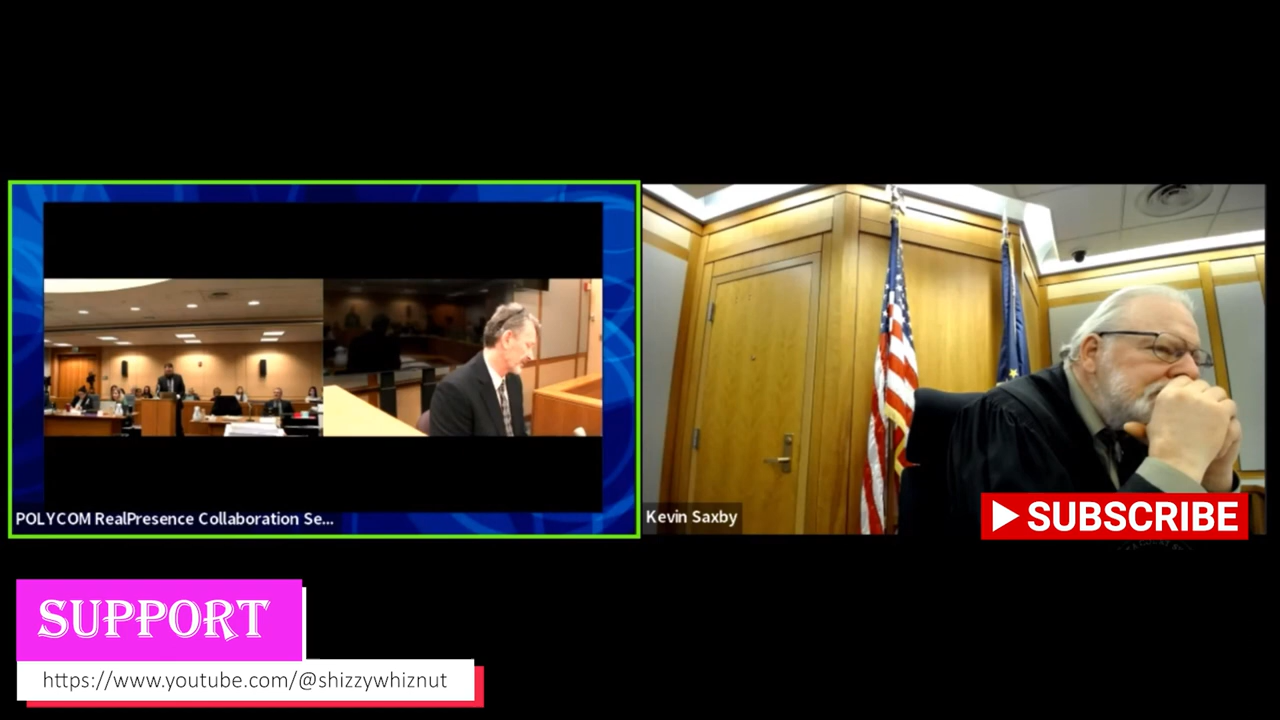 POLYCOM RealPresence Collaboration Se...
Kevin Saxby
SUBSCRIBE
SUPPORT
https://www.youtube.com/@shizzywhiznut